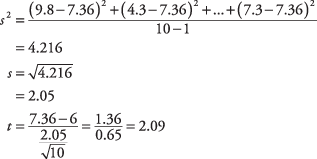 s² = (9.8−7.36)² + (4.3−7.36)² + ... + (7.3−7.36)² / 10−1
= 4.216
s = √4.216
= 2.05
t = 7.36−6 / (2.05/√10) = 1.36/0.65 = 2.09